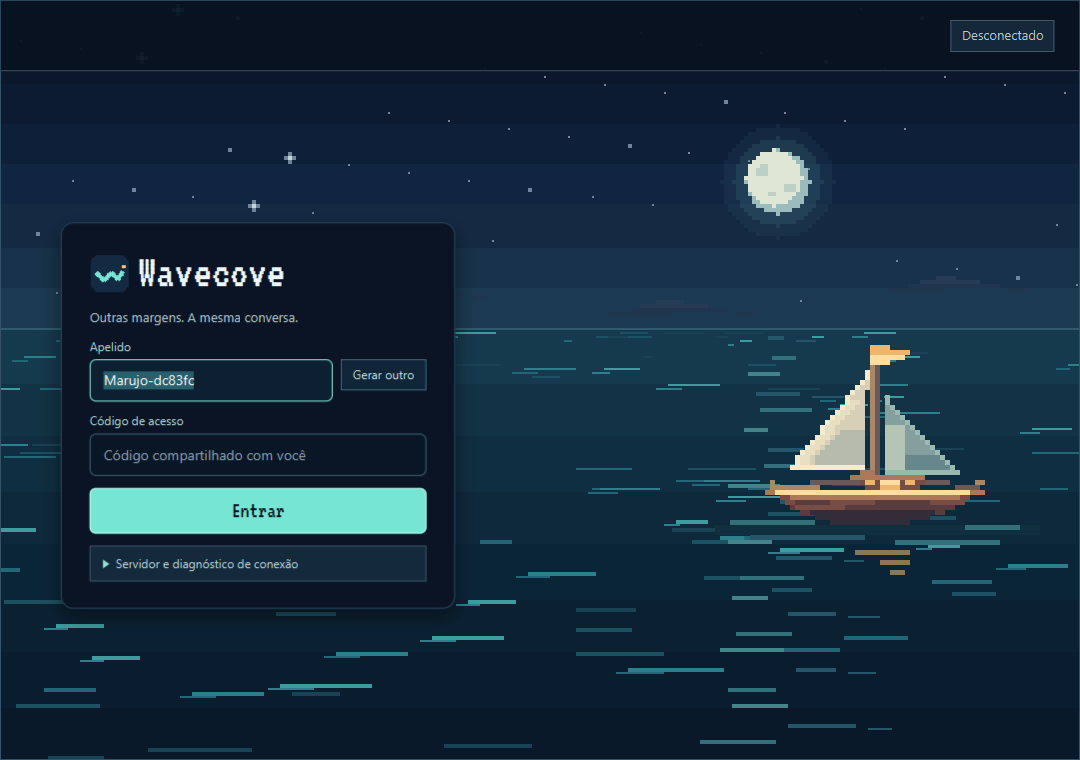 Desconectado
Wavecove
Outras margens. A mesma conversa.
Apelido
Marujo-dc83fc
Gerar outro
Código de acesso
Código compartilhado com você
Entrar
Servidor e diagnóstico de conexão